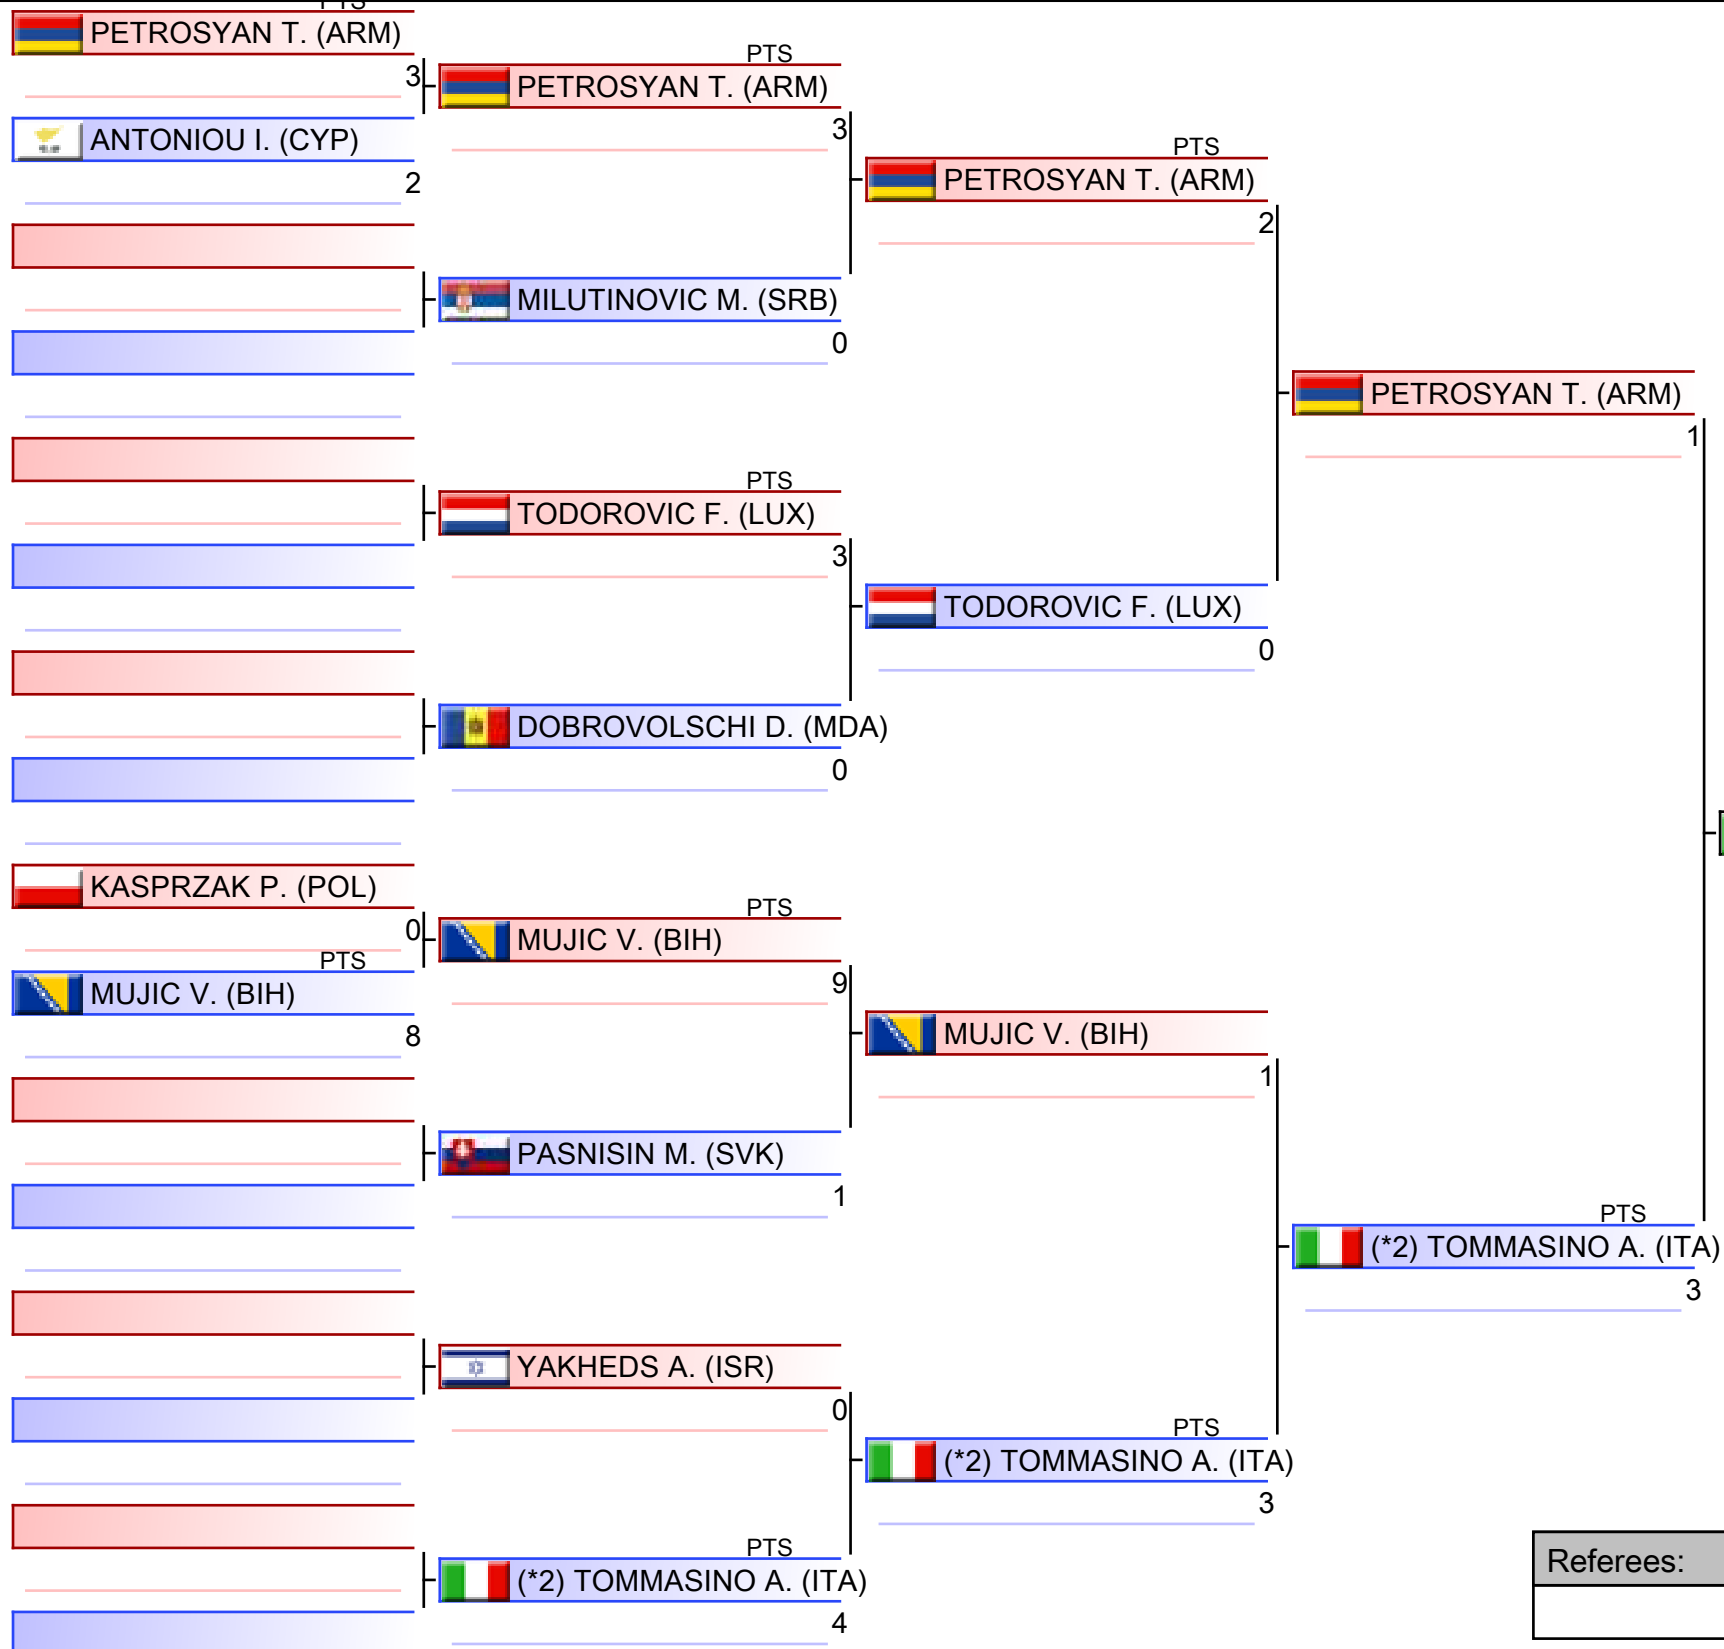 PTS
PETROSYAN T. (ARM)
3
ANTONIOU I. (CYP)
2
KASPRZAK P. (POL)
0
PTS
MUJIC V. (BIH)
8
PTS
PETROSYAN T. (ARM)
3
MILUTINOVIC M. (SRB)
0
PTS
TODOROVIC F. (LUX)
3
DOBROVOLSCHI D. (MDA)
0
PTS
MUJIC V. (BIH)
9
PASNISIN M. (SVK)
1
YAKHEDS A. (ISR)
0
PTS
(*2) TOMMASINO A. (ITA)
4
PTS
PETROSYAN T. (ARM)
2
TODOROVIC F. (LUX)
0
MUJIC V. (BIH)
1
PTS
(*2) TOMMASINO A. (ITA)
3
PETROSYAN T. (ARM)
1
PTS
(*2) TOMMASINO A. (ITA)
3
Referees: